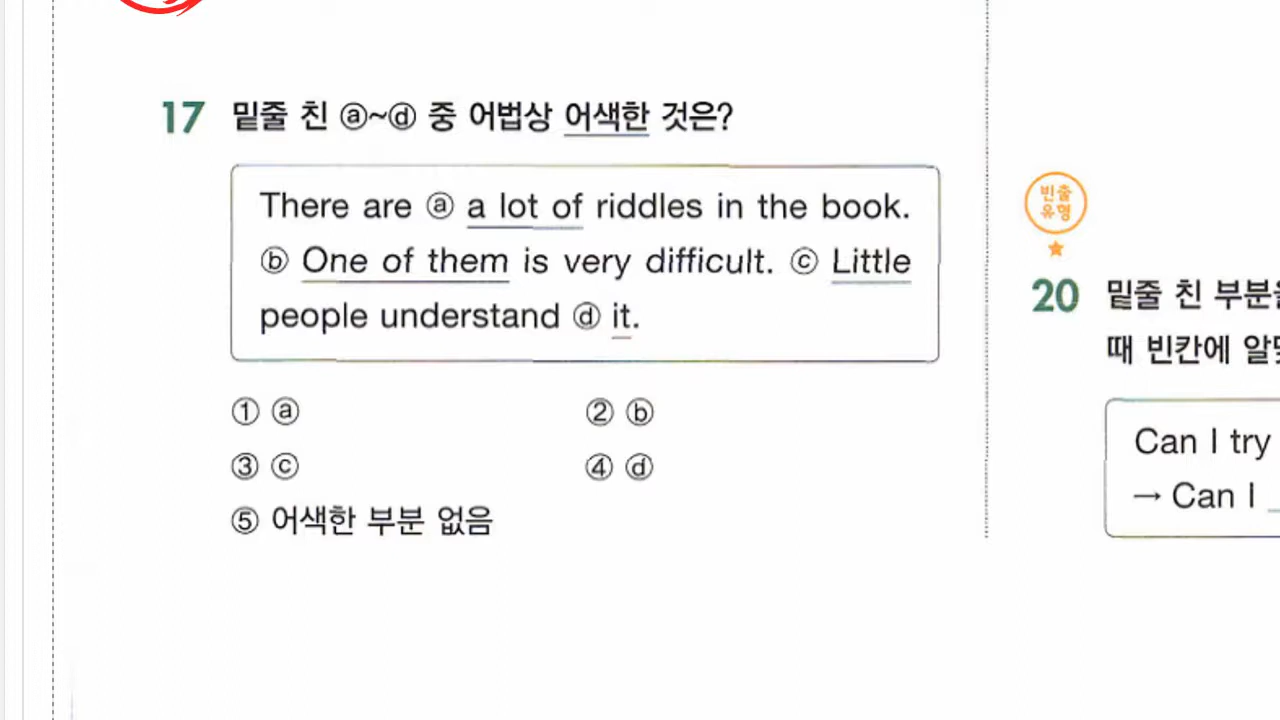 17 밑줄 친 ⓐ~ⓓ 중 어법상 어색한 것은?
There are ⓐ a lot of riddles in the book.
ⓑ One of them is very difficult. ⓒ Little
people understand ⓓ it.
① ⓐ
② ⓑ
③ ⓒ
④ ⓓ
⑤ 어색한 부분 없음
빈출
유형
20 밑줄 친 부분을
때 빈칸에
Can I try
→ Can I